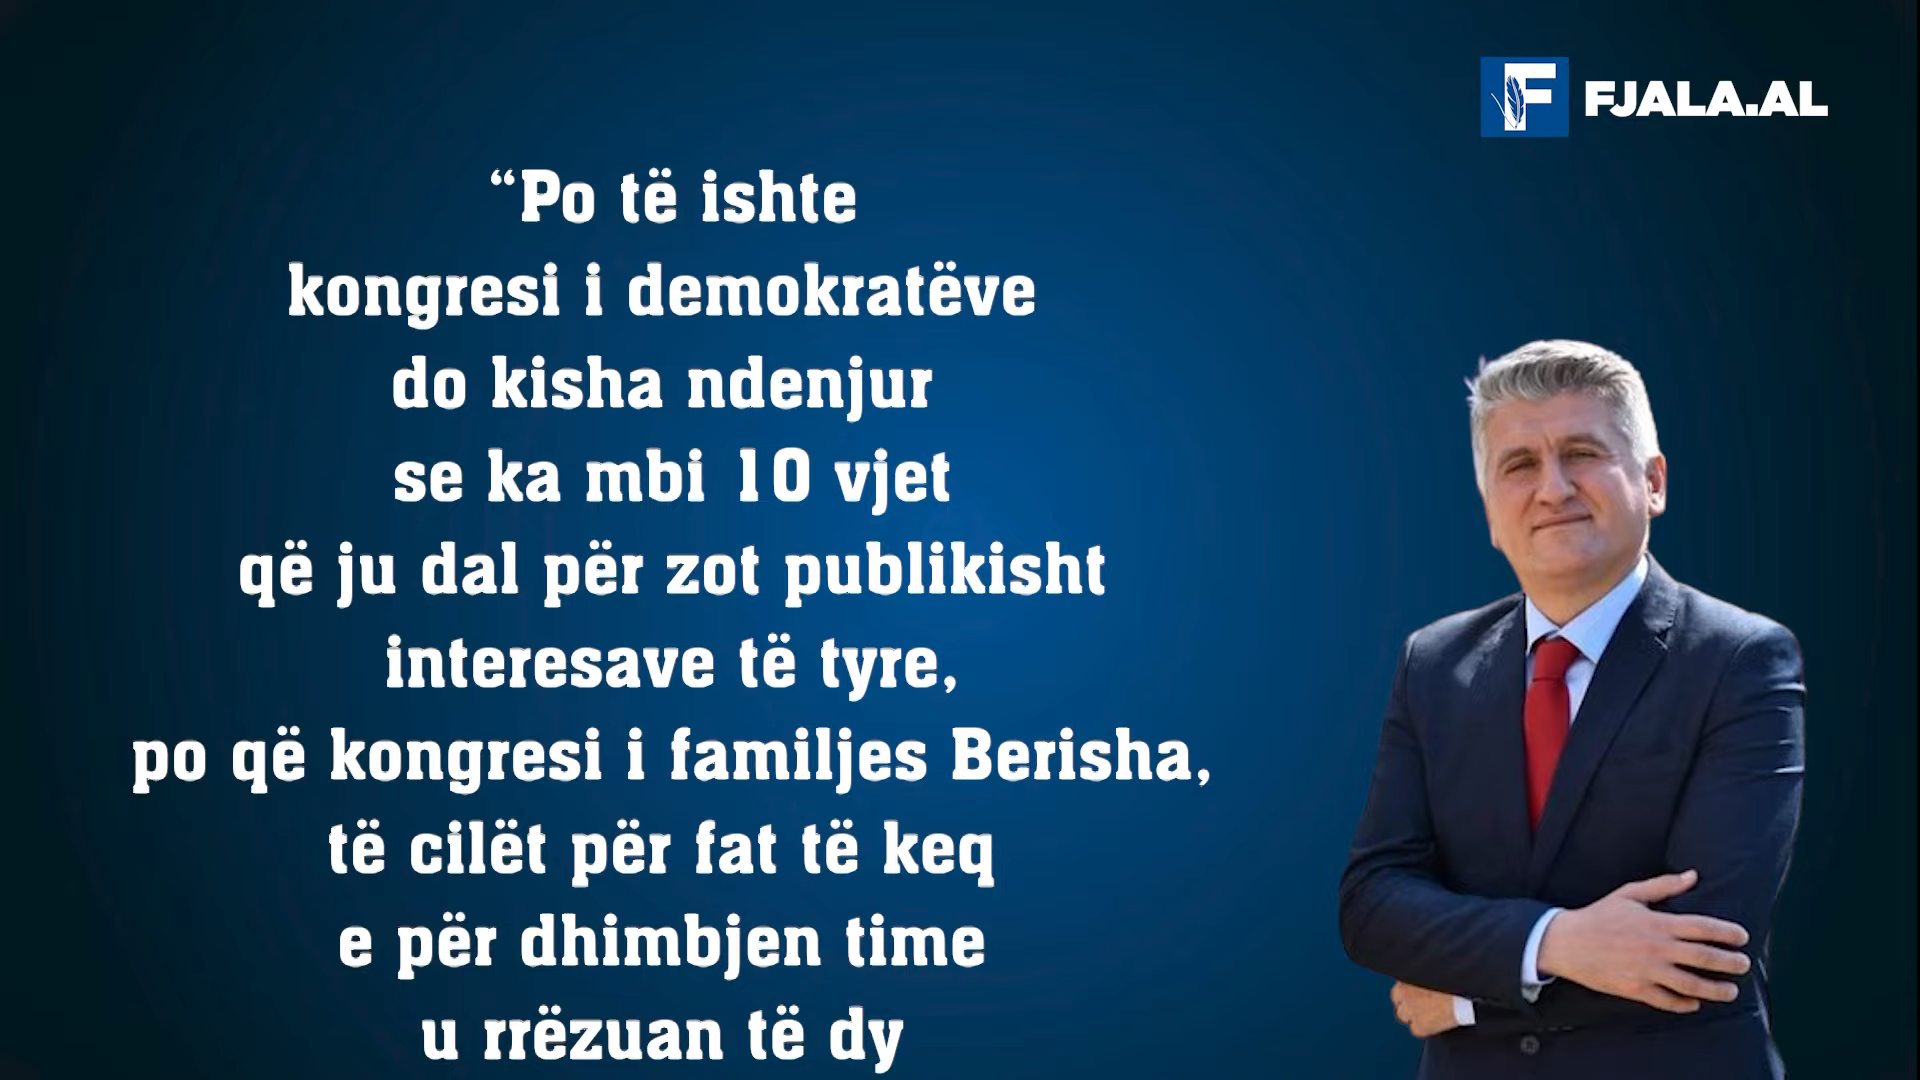 FJALA.AL
“Po të ishte
kongresi i demokratëve
do kisha ndenjur
se ka mbi 10 vjet
që ju dal për zot publikisht
interesave të tyre,
po që kongresi i familjes Berisha,
të cilët për fat të keq
e për dhimbjen time
u rrëzuan të dy